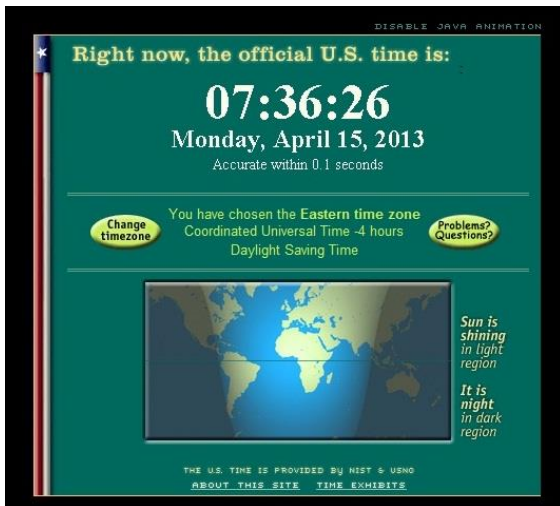 DISABLE JAVA ANIMATION
Right now, the official U.S. time is:
07:36:26
Monday, April 15, 2013
Accurate within 0.1 seconds
Change
timezone
You have chosen the Eastern time zone
Coordinated Universal Time -4 hours
Daylight Saving Time
Problems?
Questions?
Sun is
shining
in light
region
It is
night
in dark
region
THE U.S. TIME IS PROVIDED By NIST & USNO
ABOUT THIS SITE TIME EXHIBITS